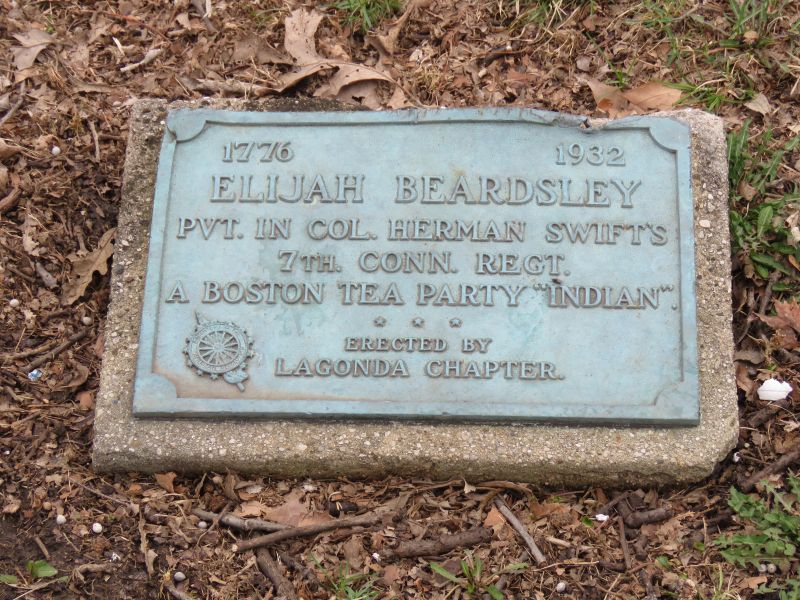 1776 1932
ELIJAH BEARDSLEY
PVT. IN COL. HERMAN SWIFT'S
7TH. CONN. REGT.
A BOSTON TEA PARTY "INDIAN".
* * *
ERECTED BY
LAGONDA CHAPTER.